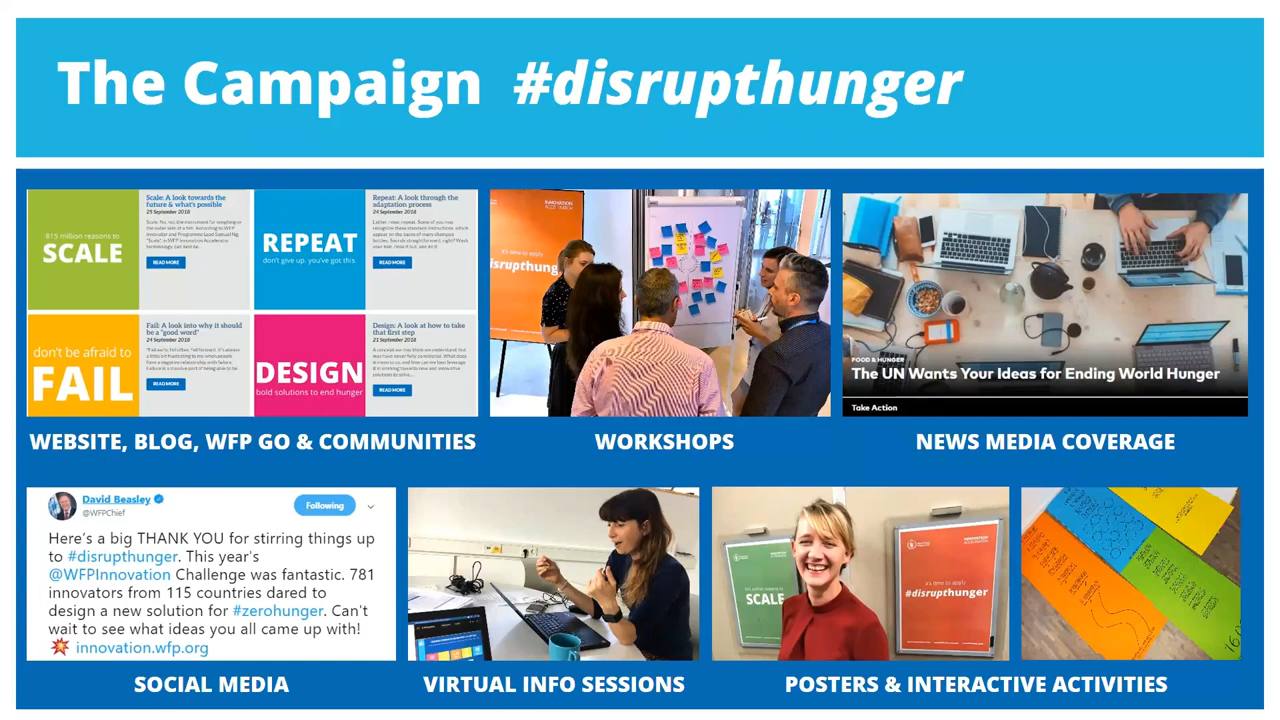 The Campaign #disrupthunger
$15 million reasons to
SCALE
Scale: A look towards the
future & what's possible
25 September 2018
READ MORE
REPEAT
don't give up, you've got this.
Repeat: A look through the
adaptation process
24 September 2018
READ MORE
don't be afraid to
FAIL
Fail: A look into why it should
be a "good word"
24 September 2018
READ MORE
DESIGN
bold solutions to end hunger
Design: A look at how to take
that first step
21 September 2018
READ MORE
INNOVATION
it's time to apply
isrupthung
FOOD & HUNGER
The UN Wants Your Ideas for Ending World Hunger
Take Action
WEBSITE, BLOG, WFP GO & COMMUNITIES
WORKSHOPS
NEWS MEDIA COVERAGE
David Beasley
@WFPChief
Following
Here's a big THANK YOU for stirring things up
to #disrupthunger. This year's
@WFPInnovation Challenge was fantastic. 781
innovators from 115 countries dared to
design a new solution for #zerohunger. Can't
wait to see what ideas you all came up with!
innovation.wfp.org
SCALE
INNOVATION
it's time to apply
#disrupthunger
SOCIAL MEDIA
VIRTUAL INFO SESSIONS
POSTERS & INTERACTIVE ACTIVITIES